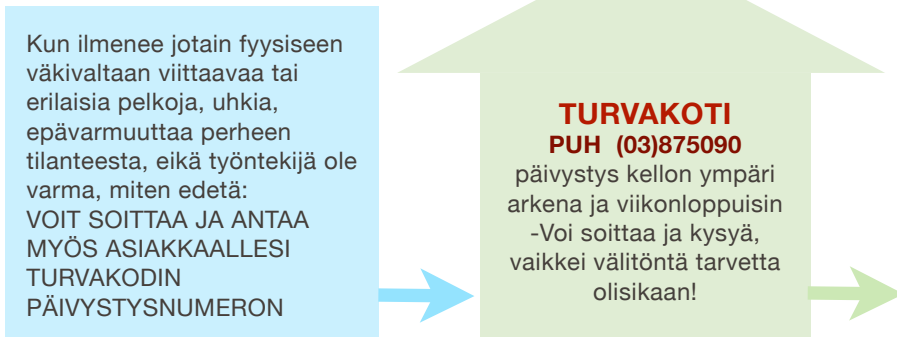 Kun ilmenee jotain fyysiseen
väkivaltaan viittaavaa tai
erilaisia pelkoja, uhkia,
epävarmuuttaa perheen
tilanteesta, eikä työntekijä ole
varma, miten edetä:
VOIT SOITTAA JA ANTAA
MYÖS ASIAKKAALLESI
TURVAKODIN
PÄIVYSTYSNUMERON
TURVAKOTI
PUH (03)875090
päivystys kellon ympäri
arkena ja viikonloppuisin
-Voi soittaa ja kysyä,
vaikkei välitöntä tarvetta
olisikaan!